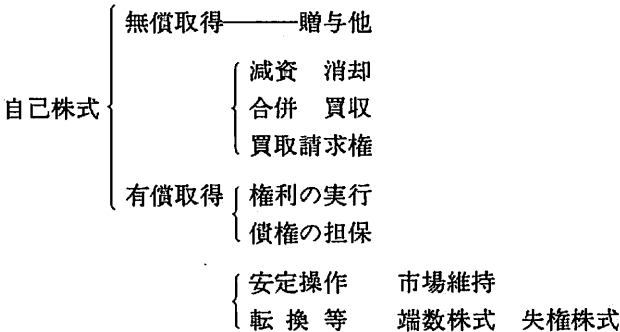 無償取得――贈与他
減資 消却
自己株式 合併 買収
買取請求権
有償取得 権利の実行
債権の担保
安定操作 市場維持
転換等 端数株式 失権株式